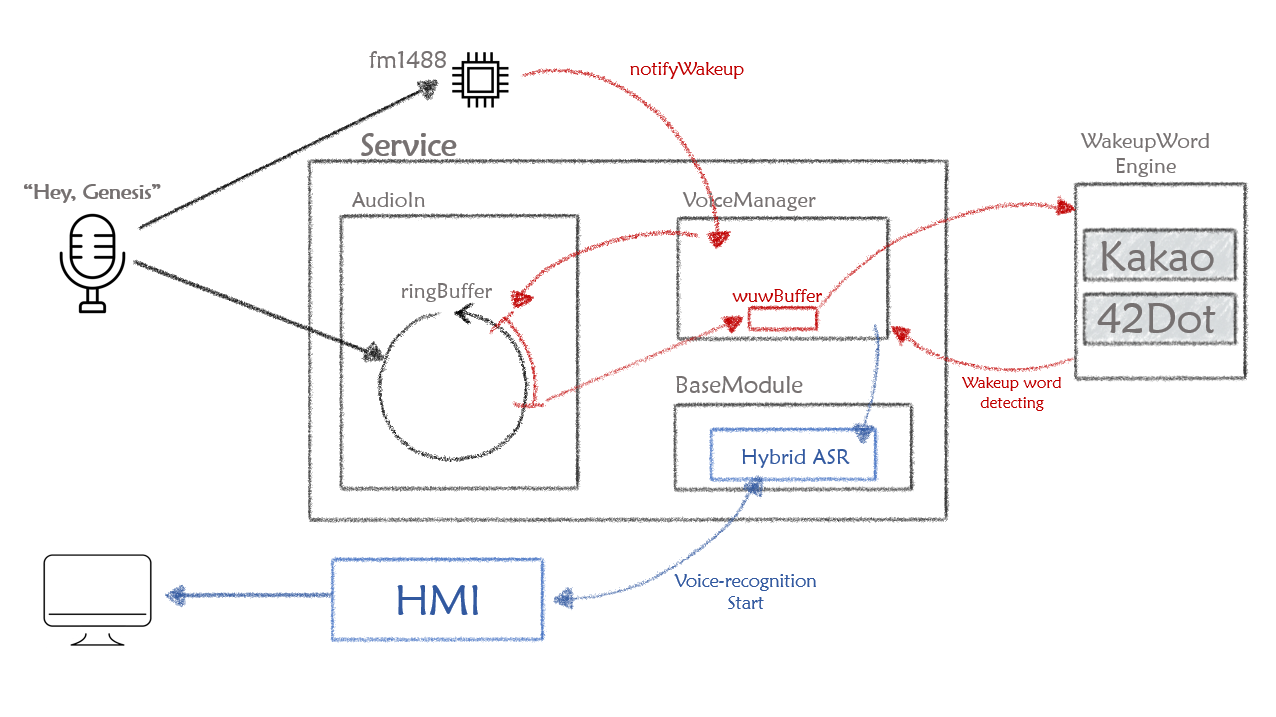 fm1488
notifyWakeup
Service
WakeupWord
Engine
“Hey, Genesis”
AudioIn
VoiceManager
ringBuffer
wuwBuffer
Kakao
42Dot
BaseModule
Wakeup word
detecting
Hybrid ASR
HMI
Voice-recognition
Start